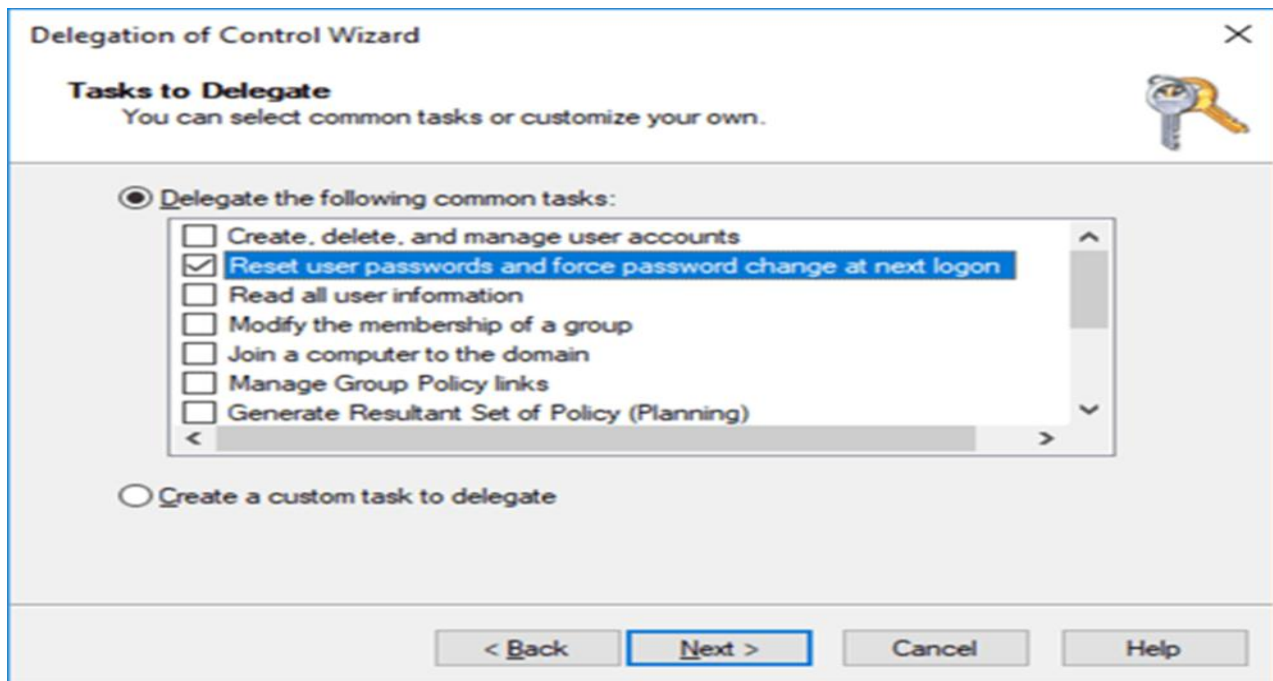 Delegation of Control Wizard
Tasks to Delegate
You can select common tasks or customize your own.
Delegate the following common tasks:
Create, delete, and manage user accounts
Reset user passwords and force password change at next logon
Read all user information
Modify the membership of a group
Join a computer to the domain
Manage Group Policy links
Generate Resultant Set of Policy (Planning)
Create a custom task to delegate
< Back Next > Cancel Help